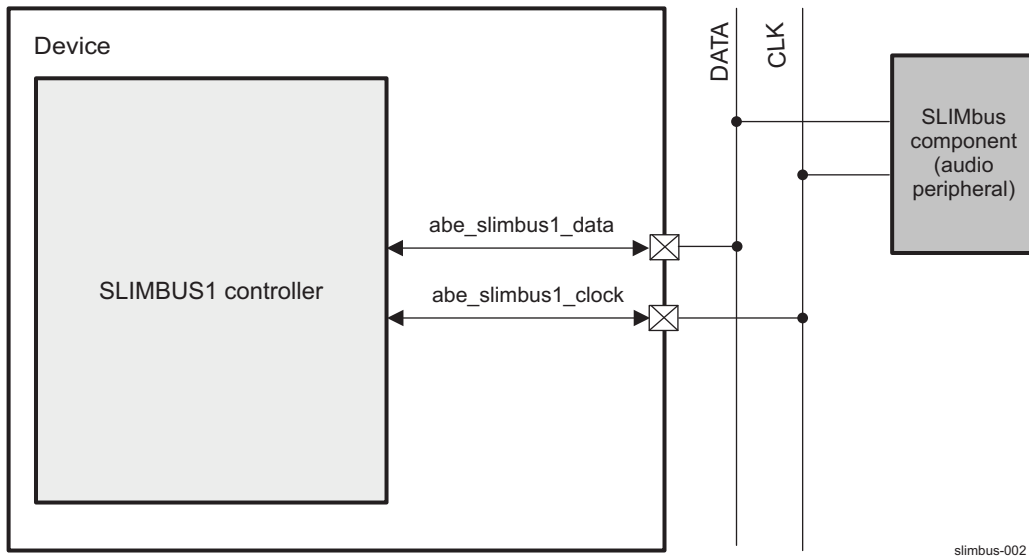 Device
DATA
CLK
SLIMbus
component
(audio
peripheral)
abe_slimbus1_data
SLIMBUS1 controller
abe_slimbus1_clock
slimbus-002